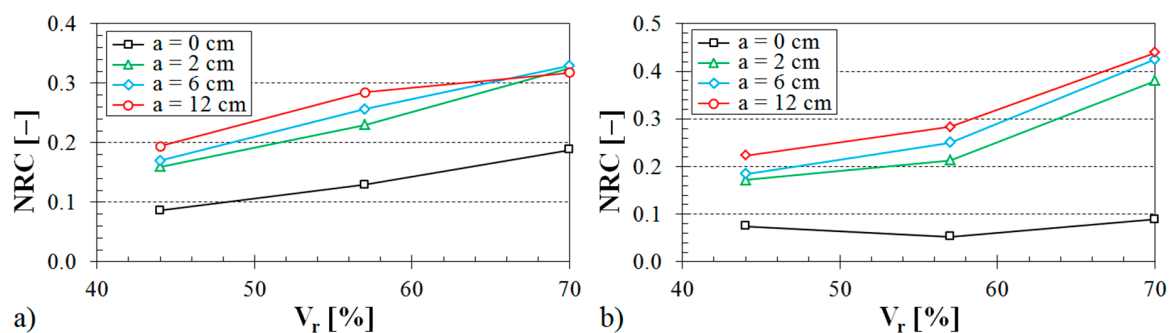 0.4
0.3
0.2
0.1
0.0
NRC [−]
a = 0 cm
a = 2 cm
a = 6 cm
a = 12 cm
40 50 60 70
a) Vr [%]
0.5
0.4
0.3
0.2
0.1
0.0
NRC [−]
a = 0 cm
a = 2 cm
a = 6 cm
a = 12 cm
40 50 60 70
b) Vr [%]